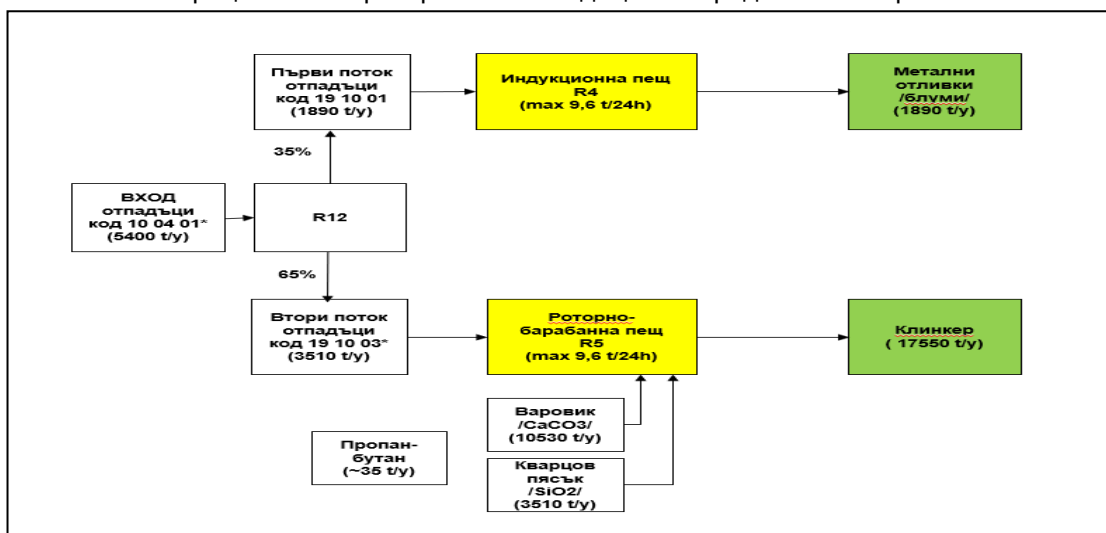 Първи поток
отпадъци
код 19 10 01
(1890 t/y)
Индукционна пещ
R4
(max 9,6 t/24h)
Метални
отливки
/блуми/
(1890 t/y)
35%
ВХОД
отпадъци
код 10 04 01*
(5400 t/y)
R12
65%
Втори поток
отпадъци
код 19 10 03*
(3510 t/y)
Роторно-
барабанна пещ
R5
(max 9,6 t/24h)
Клинкер
( 17550 t/y)
Варовик
/CaCO3/
(10530 t/y)
Пропан-
бутан
(~35 t/y)
Кварцов
пясък
/SiO2/
(3510 t/y)